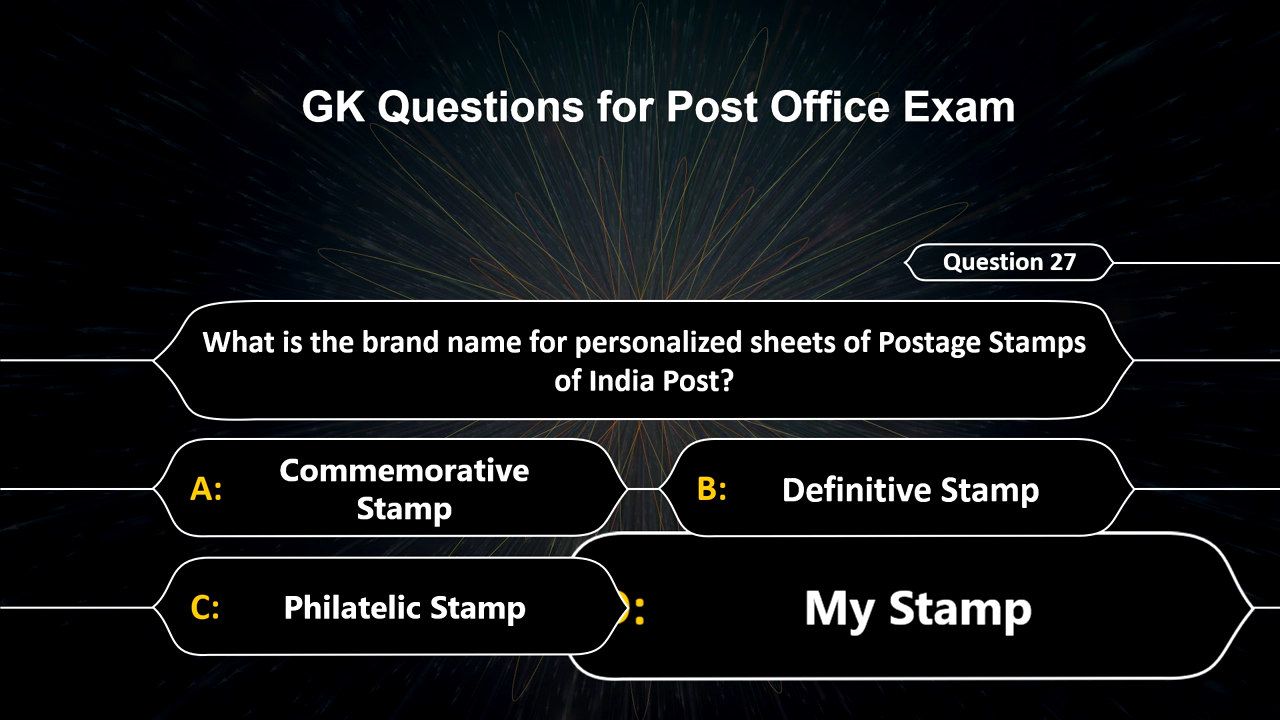 GK Questions for Post Office Exam
Question 27
What is the brand name for personalized sheets of Postage Stamps
of India Post?
A: Commemorative
Stamp
B: Definitive Stamp
C: Philatelic Stamp
: My Stamp